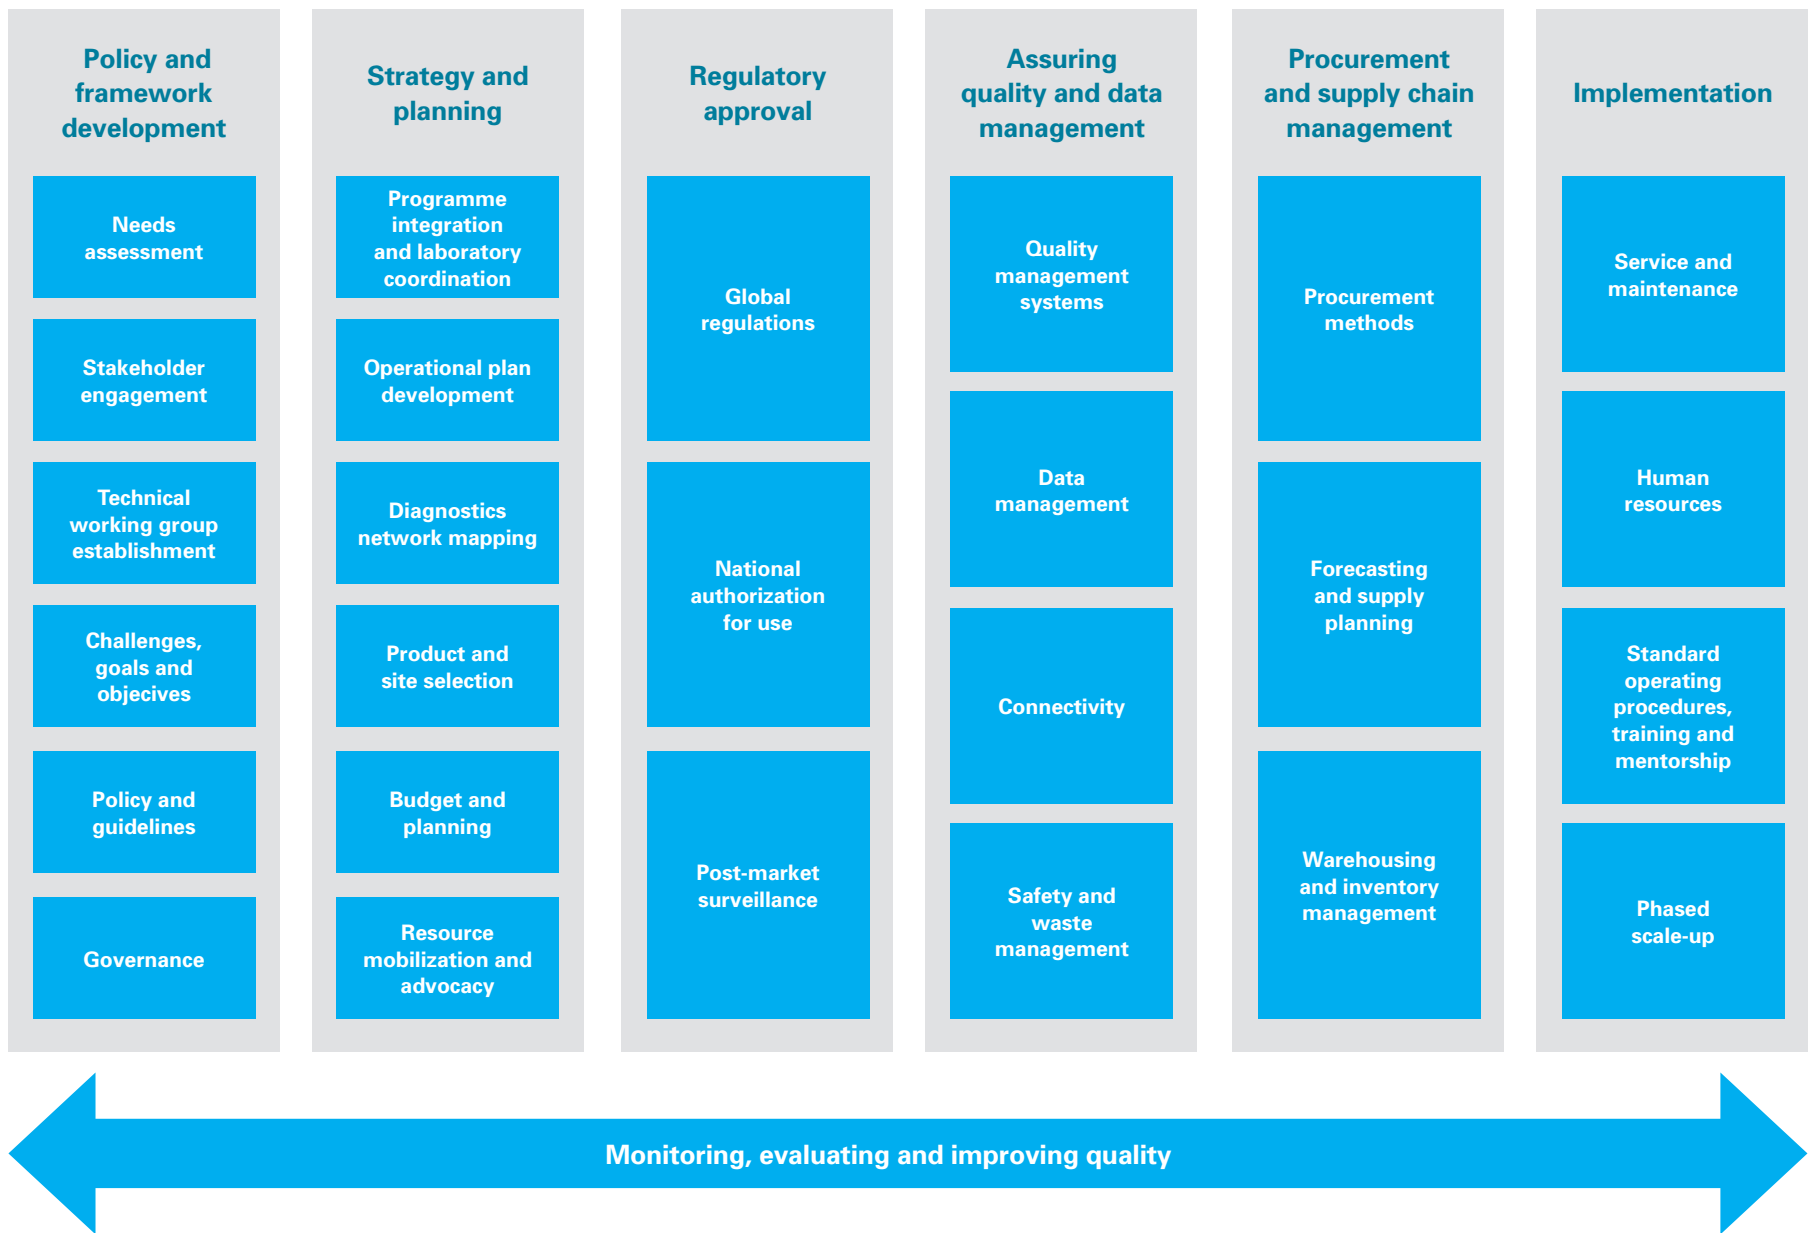 Policy and
framework
development
Needs
assessment
Stakeholder
engagement
Technical
working group
establishment
Challenges,
goals and
objecives
Policy and
guidelines
Governance
Strategy and
planning
Programme
integration
and laboratory
coordination
Operational plan
development
Diagnostics
network mapping
Product and
site selection
Budget and
planning
Resource
mobilization and
advocacy
Regulatory
approval
Global
regulations
National
authorization
for use
Post-market
surveillance
Assuring
quality and data
management
Quality
management
systems
Data
management
Connectivity
Safety and
waste
management
Procurement
and supply chain
management
Procurement
methods
Forecasting
and supply
planning
Warehousing
and inventory
management
Implementation
Service and
maintenance
Human
resources
Standard
operating
procedures,
training and
mentorship
Phased
scale-up
Monitoring, evaluating and improving quality